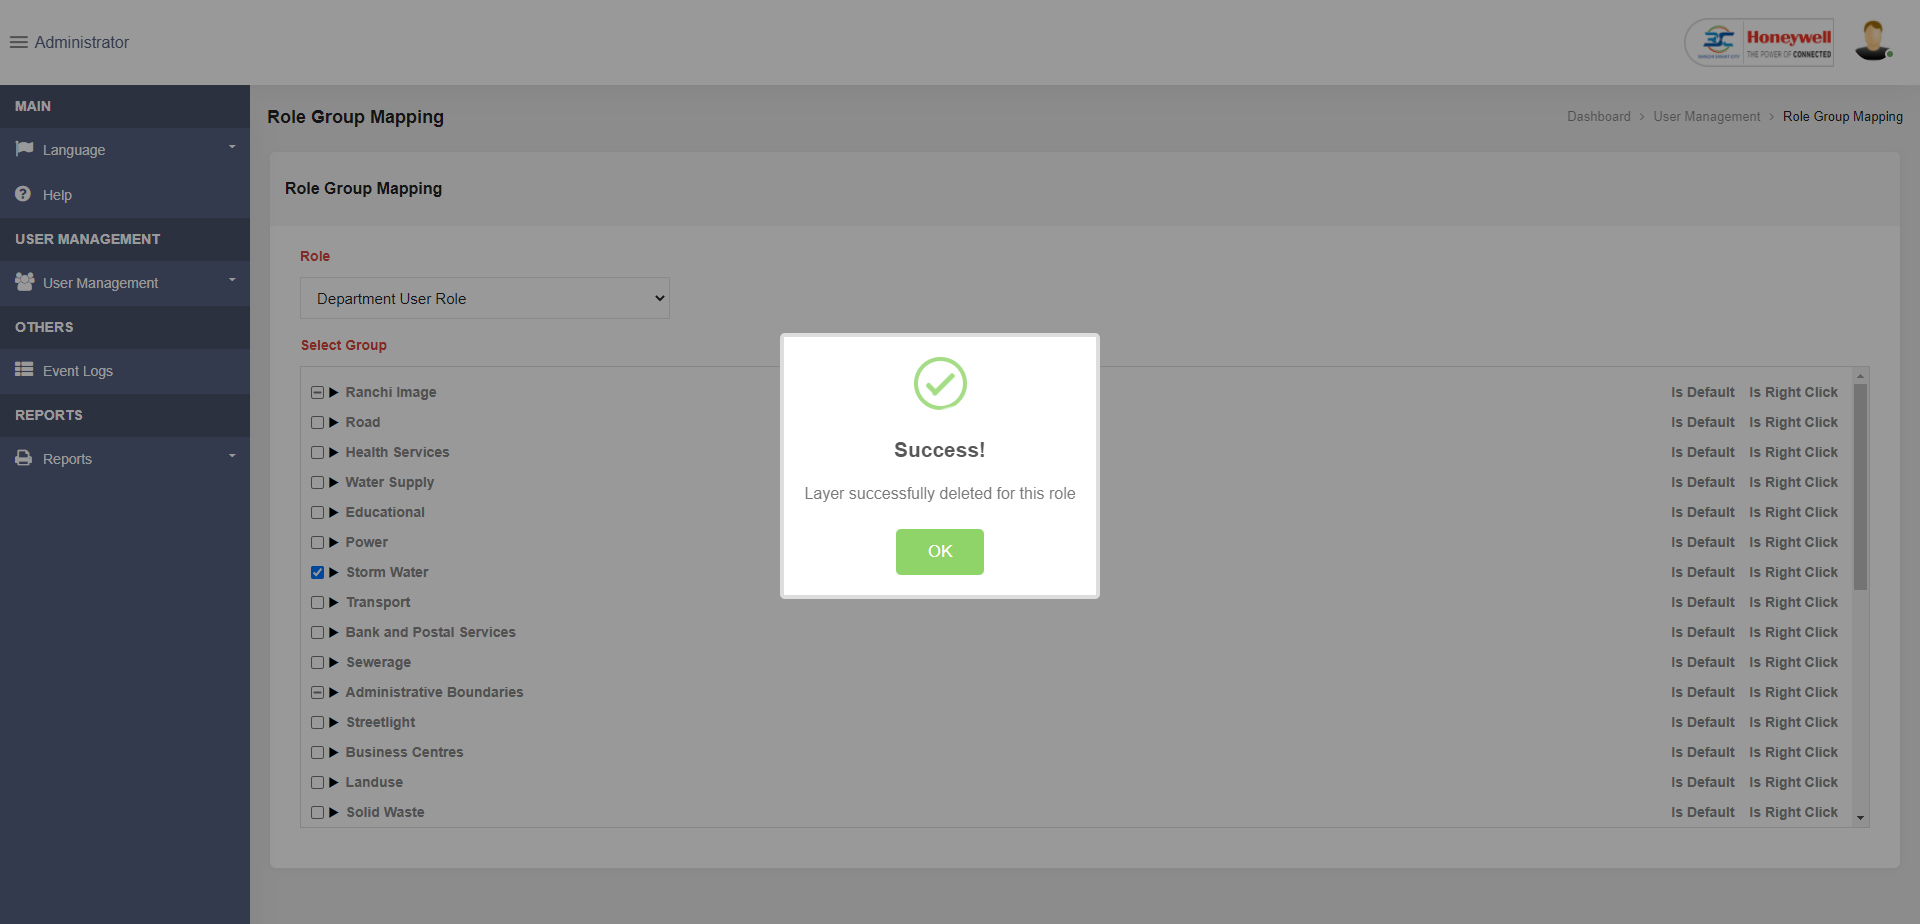 Administrator
Honeywell
THE POWER OF CONNECTED
MAIN
Language
Help
USER MANAGEMENT
User Management
OTHERS
Event Logs
REPORTS
Reports
Role Group Mapping
Dashboard > User Management > Role Group Mapping
Role Group Mapping
Role
Department User Role
Select Group
Ranchi Image Is Default Is Right Click
Road Is Default Is Right Click
Health Services Is Default Is Right Click
Water Supply Is Default Is Right Click
Educational Is Default Is Right Click
Power Is Default Is Right Click
Storm Water Is Default Is Right Click
Transport Is Default Is Right Click
Bank and Postal Services Is Default Is Right Click
Sewerage Is Default Is Right Click
Administrative Boundaries Is Default Is Right Click
Streetlight Is Default Is Right Click
Business Centres Is Default Is Right Click
Landuse Is Default Is Right Click
Solid Waste Is Default Is Right Click
Success!
Layer successfully deleted for this role
OK